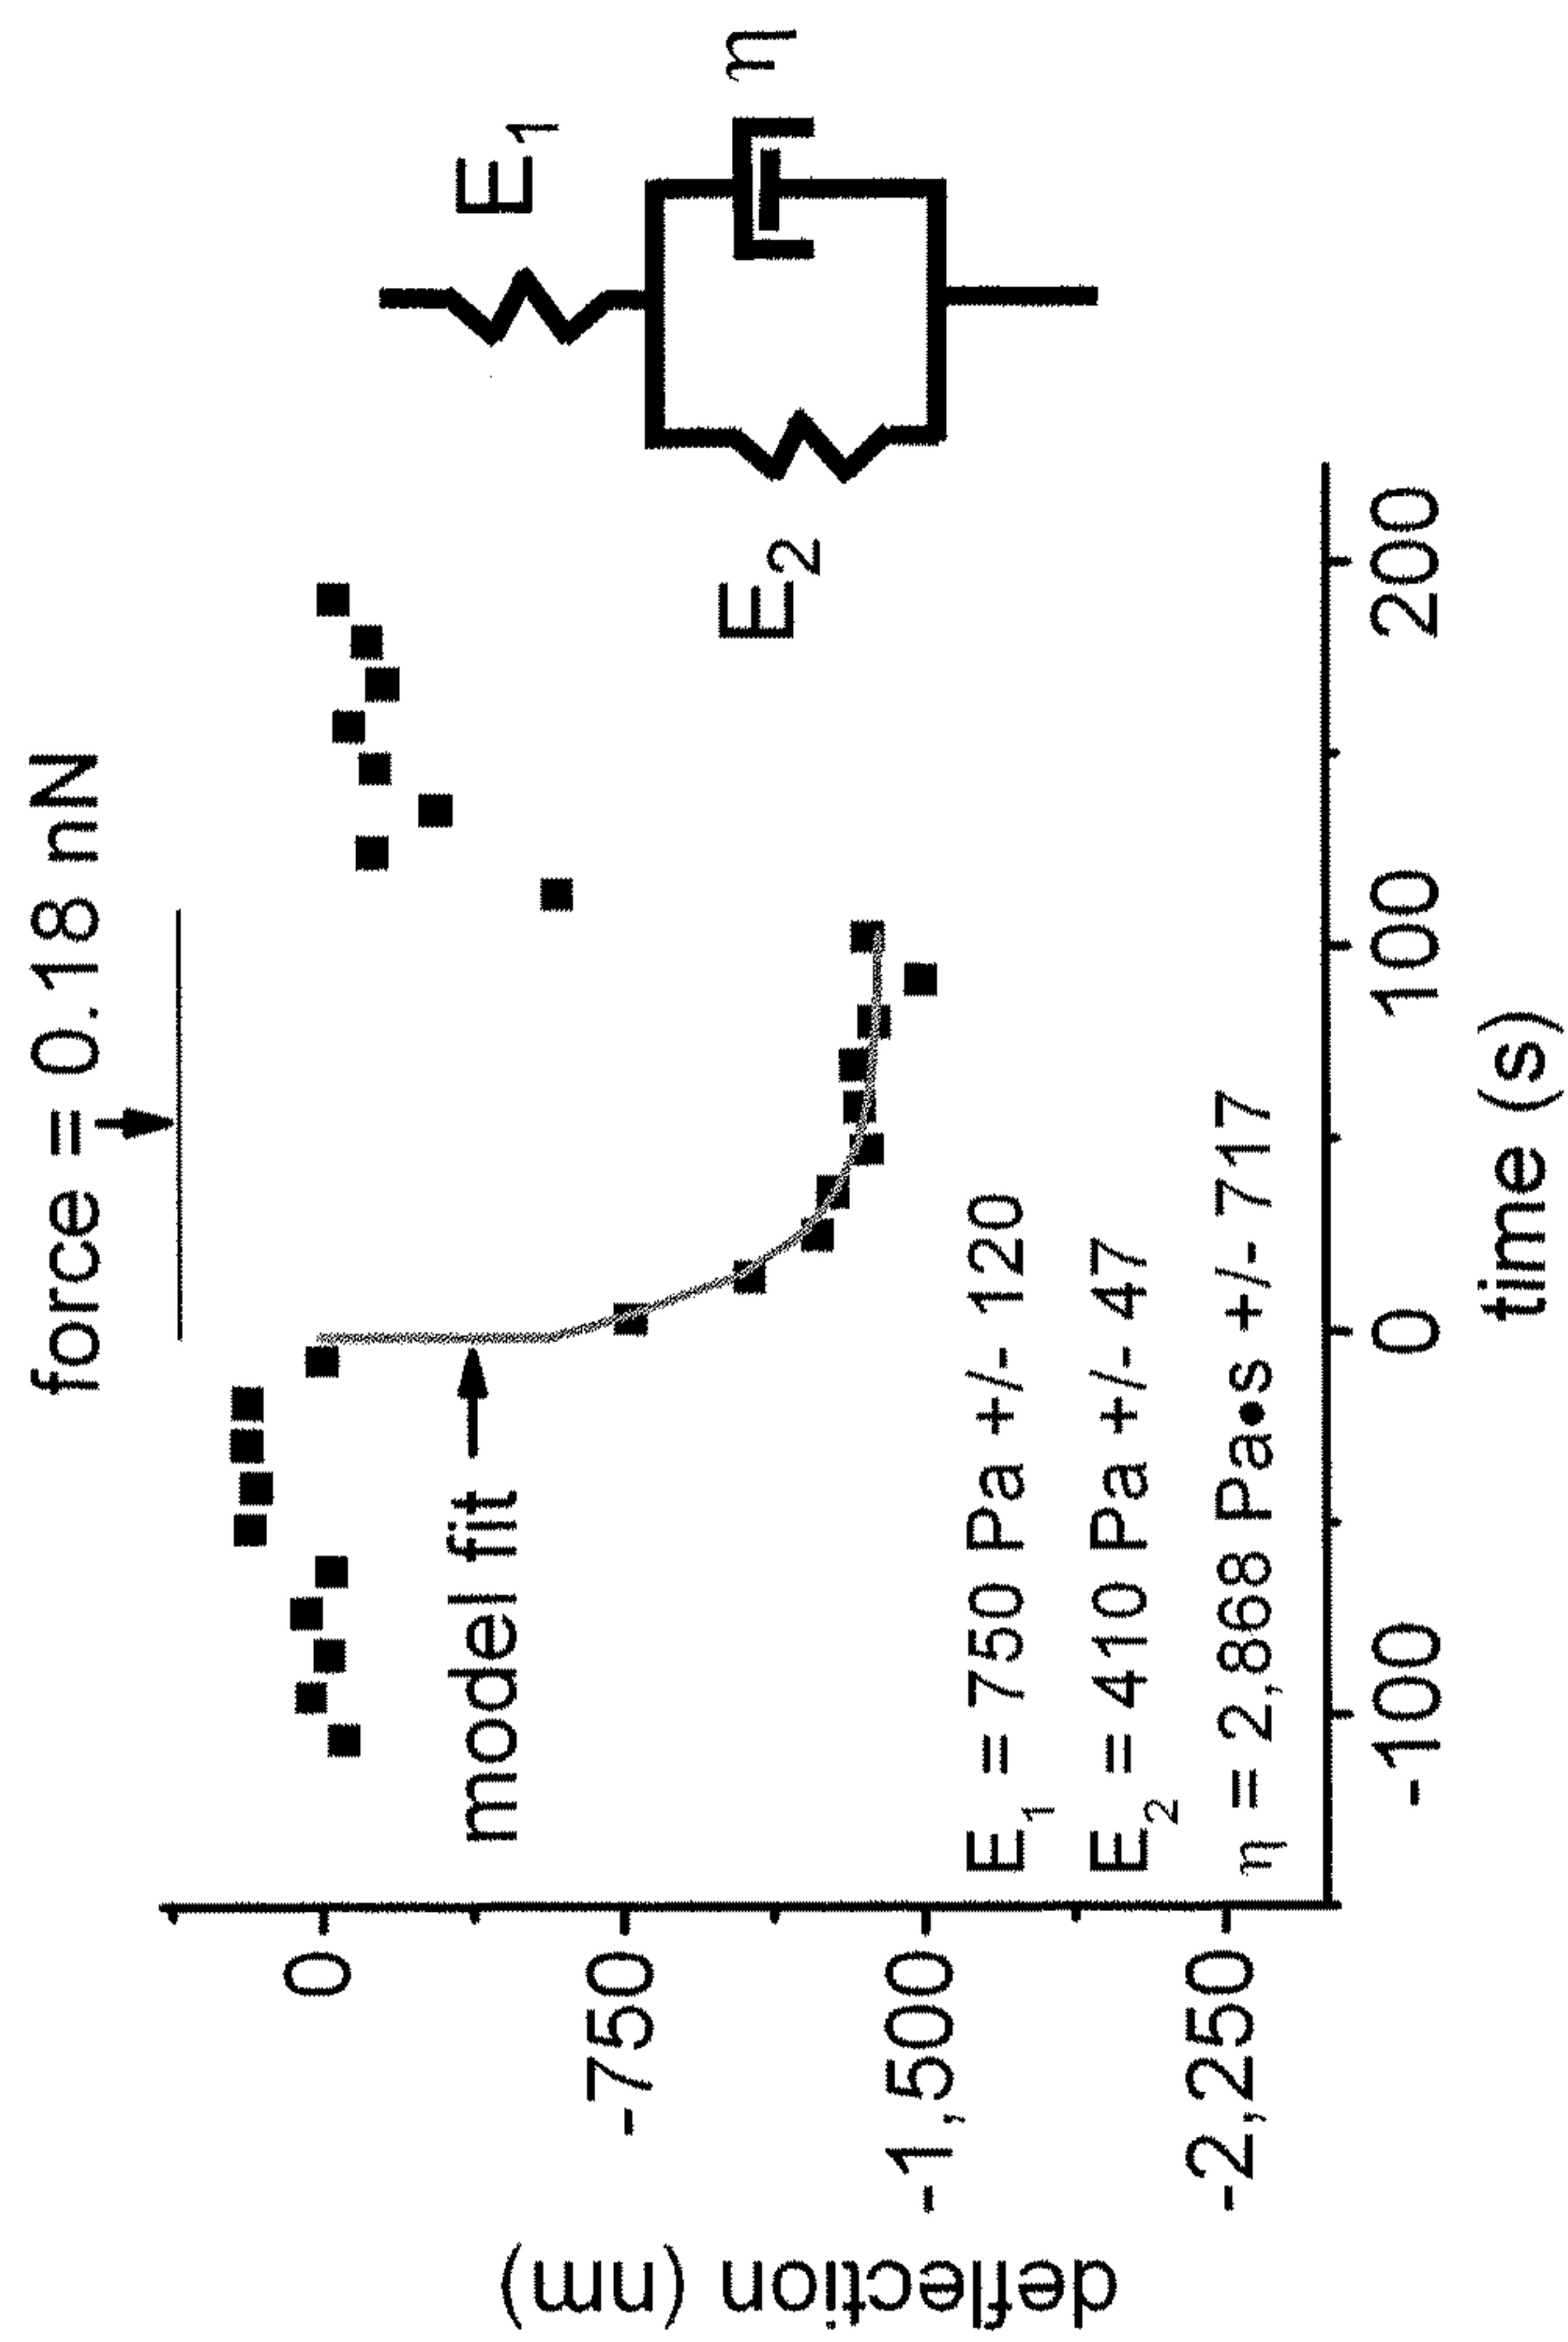 force = 0.18 nN
0
-750
-1,500
-2,250
deflection (nm)
model fit
E₁ = 750 Pa +/- 120
E₂ = 410 Pa +/- 47
η = 2,868 Pa•s +/- 717
-100
0
100
200
time (s)
E₁
E₂
η